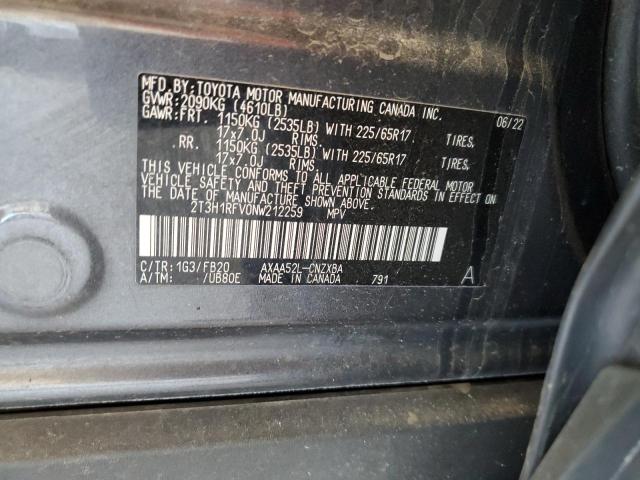 MFD.BY:TOYOTA MOTOR MANUFACTURING CANADA INC.
GVWR:2090KG (4610LB) 06/22
GAWR:FRT. 1150KG (2535LB) WITH 225/65R17 TIRES,
17x7.0J RIMS,
RR. 1150KG (2535LB) WITH 225/65R17 TIRES,
17x7.0J RIMS.
THIS VEHICLE CONFORMS TO ALL APPLICABLE FEDERAL MOTOR
VEHICLE SAFETY AND THEFT PREVENTION STANDARDS IN EFFECT ON
THE DATE OF MANUFACTURE SHOWN ABOVE.
2T3H1RFV0NW212259 MPV
C/TR: 1G3/FB20 AXAA52L-CNZXBA
A/TM: /UB80E MADE IN CANADA 791 A